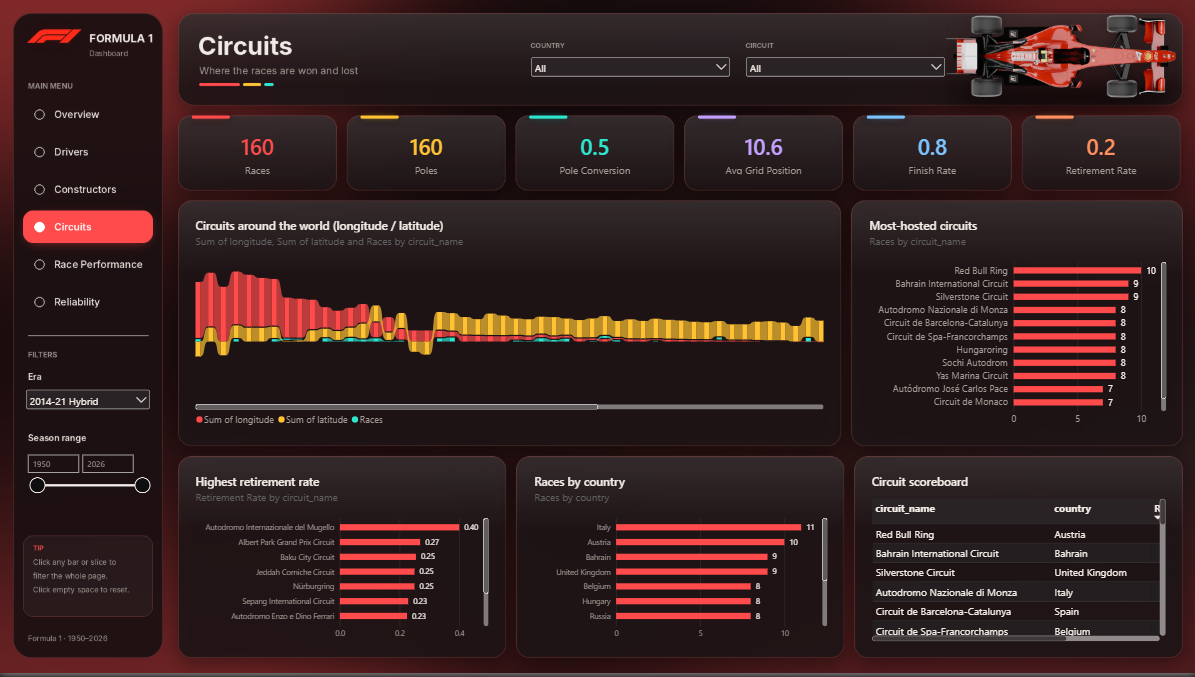 FORMULA 1
Dashboard
MAIN MENU
Overview
Drivers
Constructors
Circuits
Race Performance
Reliability
FILTERS
Era
2014-21 Hybrid
Season range
1950 2026
TIP
Click any bar or slice to
filter the whole page.
Click empty space to reset.
Formula 1 · 1950–2026
Circuits
Where the races are won and lost
COUNTRY
All
CIRCUIT
All
160
Races
160
Poles
0.5
Pole Conversion
10.6
Avg Grid Position
0.8
Finish Rate
0.2
Retirement Rate
Circuits around the world (longitude / latitude)
Sum of longitude, Sum of latitude and Races by circuit_name
Sum of longitude Sum of latitude Races
Most-hosted circuits
Races by circuit_name
Red Bull Ring 10
Bahrain International Circuit 9
Silverstone Circuit 9
Autodromo Nazionale di Monza 8
Circuit de Barcelona-Catalunya 8
Circuit de Spa-Francorchamps 8
Hungaroring 8
Sochi Autodrom 8
Yas Marina Circuit 8
Autódromo José Carlos Pace 7
Circuit de Monaco 7
0 5 10
Highest retirement rate
Retirement Rate by circuit_name
Autodromo Internazionale del Mugello 0.40
Albert Park Grand Prix Circuit 0.27
Baku City Circuit 0.25
Jeddah Corniche Circuit 0.25
Nürburgring 0.25
Sepang International Circuit 0.23
Autodromo Enzo e Dino Ferrari 0.23
0.0 0.2 0.4
Races by country
Races by country
Italy 11
Austria 10
Bahrain 9
United Kingdom 9
Belgium 8
Hungary 8
Russia 8
0 5 10
Circuit scoreboard
circuit_name country R
Red Bull Ring Austria
Bahrain International Circuit Bahrain
Silverstone Circuit United Kingdom
Autodromo Nazionale di Monza Italy
Circuit de Barcelona-Catalunya Spain
Circuit de Spa-Francorchamps Belgium